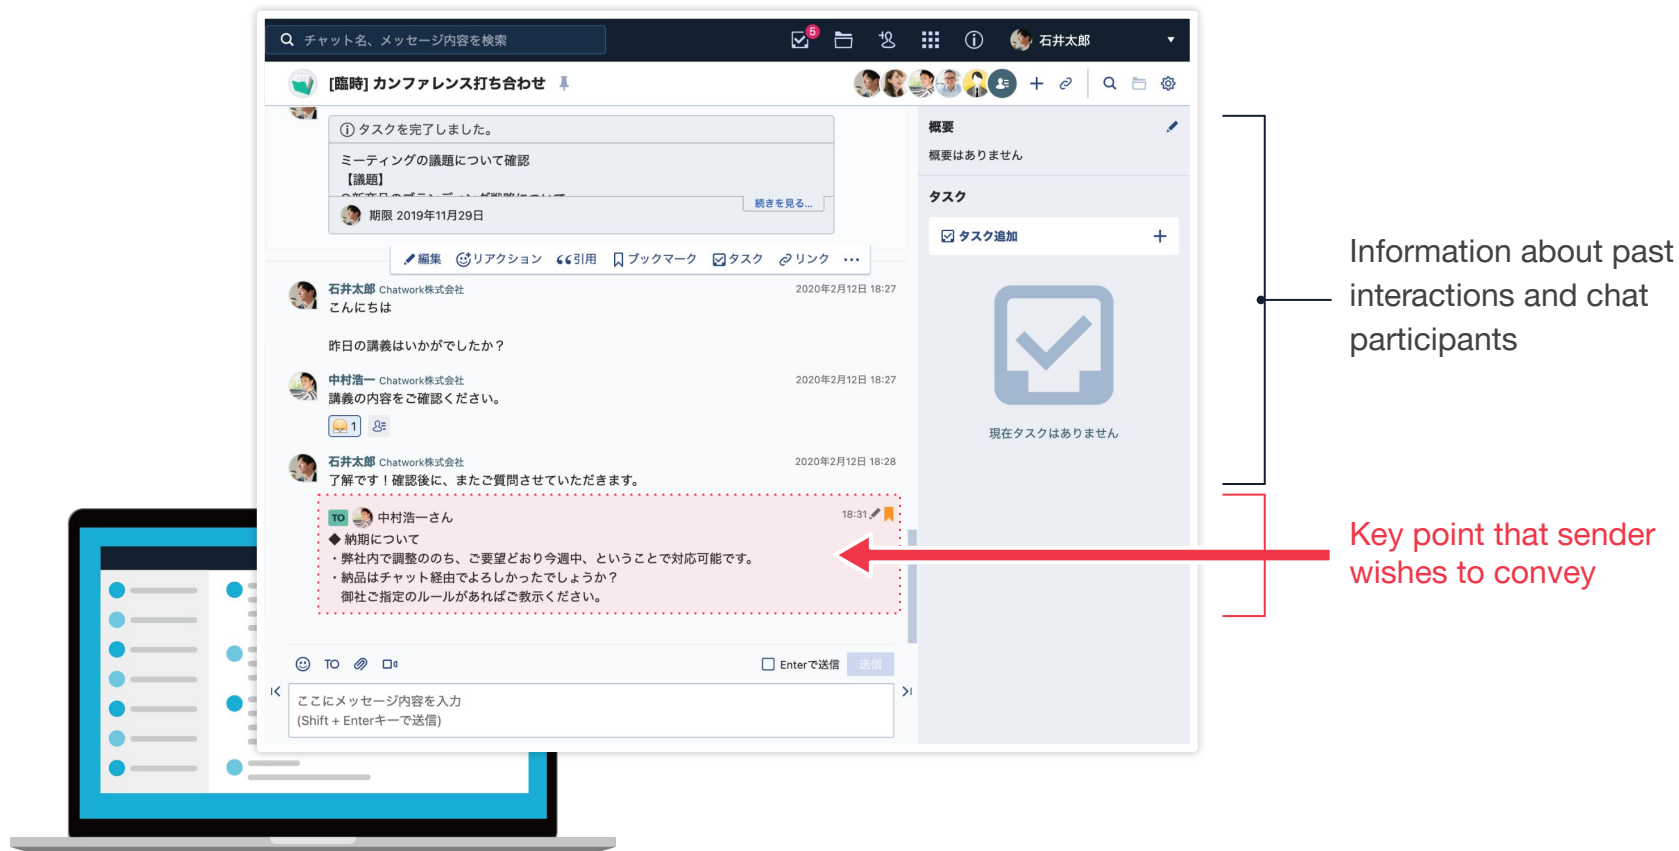 チャット名、メッセージ内容を検索
5
石井太郎
[臨時] カンファレンス打ち合わせ
タスクを完了しました。
ミーティングの議題について確認
【議題】
続きを見る...
期限 2019年11月29日
編集 リアクション 引用 ブックマーク タスク リンク ...
石井太郎 Chatwork株式会社 2020年2月12日 18:27
こんにちは
昨日の講義はいかがでしたか？
中村浩一 Chatwork株式会社 2020年2月12日 18:27
講義の内容をご確認ください。
1
石井太郎 Chatwork株式会社 2020年2月12日 18:28
了解です！確認後に、またご質問させていただきます。
TO 中村浩一さん 18:31
◆ 納期について
・弊社内で調整ののち、ご要望どおり今週中、ということで対応可能です。
・納品はチャット経由でよろしかったでしょうか？
御社ご指定のルールがあればご教示ください。
TO Enterで送信 送信
ここにメッセージ内容を入力
(Shift + Enterキーで送信)
概要
概要はありません
タスク
タスク追加
現在タスクはありません
Information about past
interactions and chat
participants
Key point that sender
wishes to convey